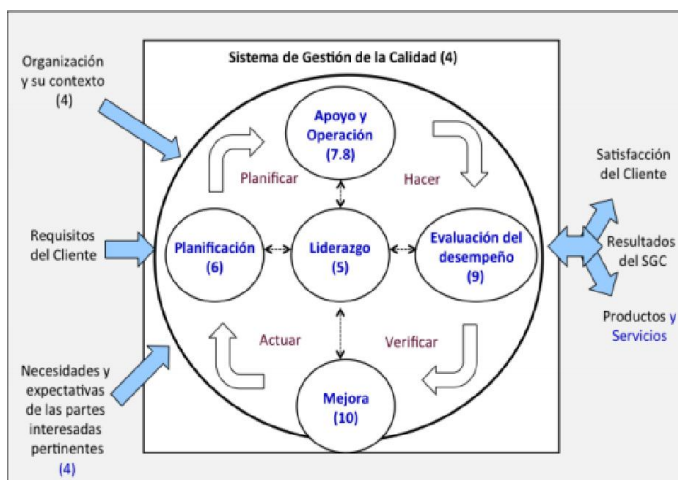 Sistema de Gestión de la Calidad (4)
Organización
y su contexto
(4)
Apoyo y
Operación
(7.8)
Planificar
Hacer
Satisfacción
del Cliente
Requisitos
del Cliente
Planificación
(6)
Liderazgo
(5)
Evaluación del
desempeño
(9)
Resultados
del SGC
Productos y
Servicios
Actuar
Verificar
Necesidades y
expectativas
de las partes
interesadas
pertinentes
(4)
Mejora
(10)